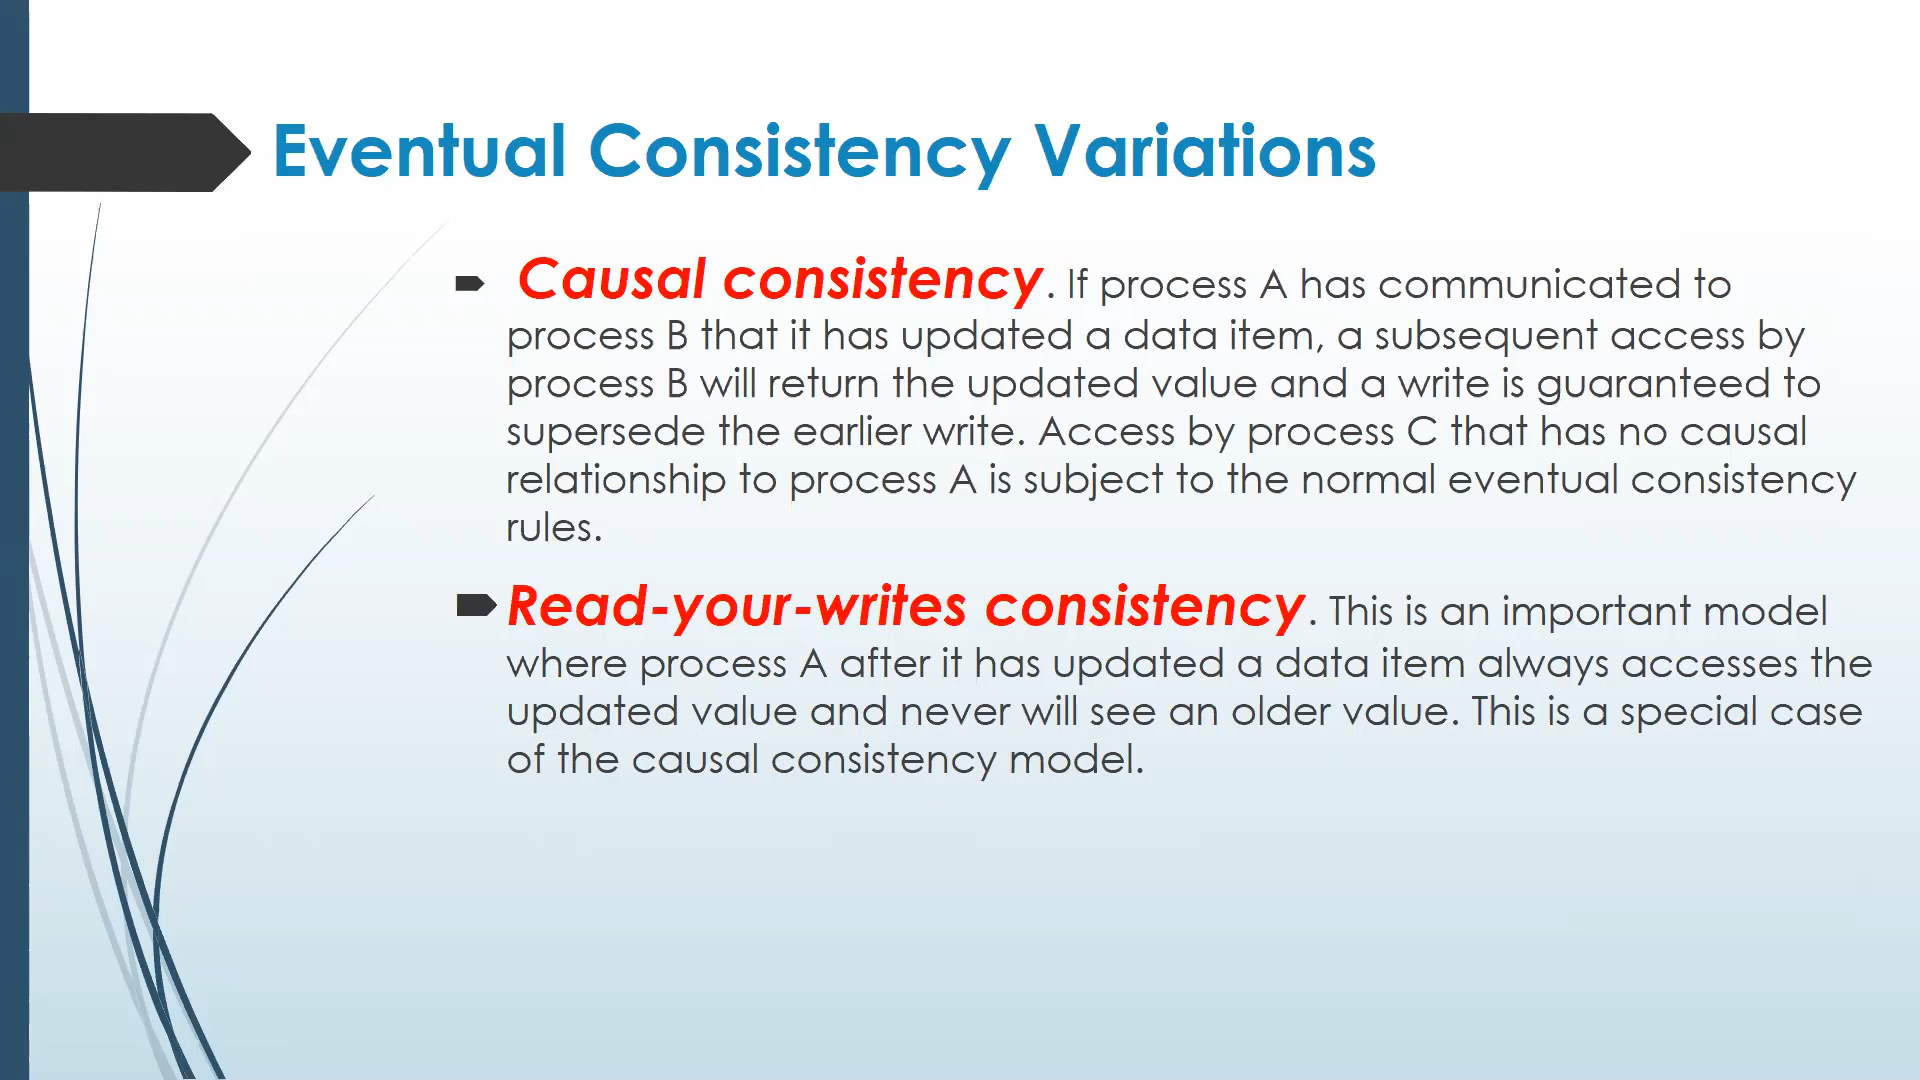 Eventual Consistency Variations
Causal consistency. If process A has communicated to
process B that it has updated a data item, a subsequent access by
process B will return the updated value and a write is guaranteed to
supersede the earlier write. Access by process C that has no causal
relationship to process A is subject to the normal eventual consistency
rules.
Read-your-writes consistency. This is an important model
where process A after it has updated a data item always accesses the
updated value and never will see an older value. This is a special case
of the causal consistency model.